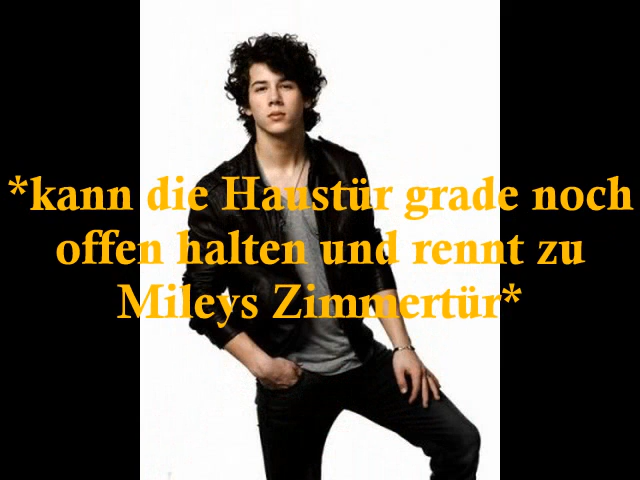 *kann die Haustür grade noch
offen halten und rennt zu
Mileys Zimmertür*